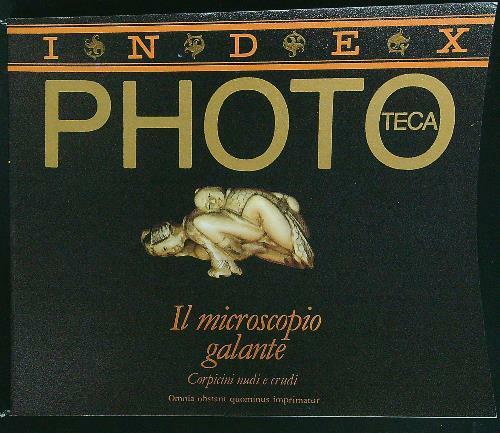 INDEX
PHOTO
TECA
Il microscopio
galante
Corpicini nudi e crudi
Omnia obstant quominus imprimatur